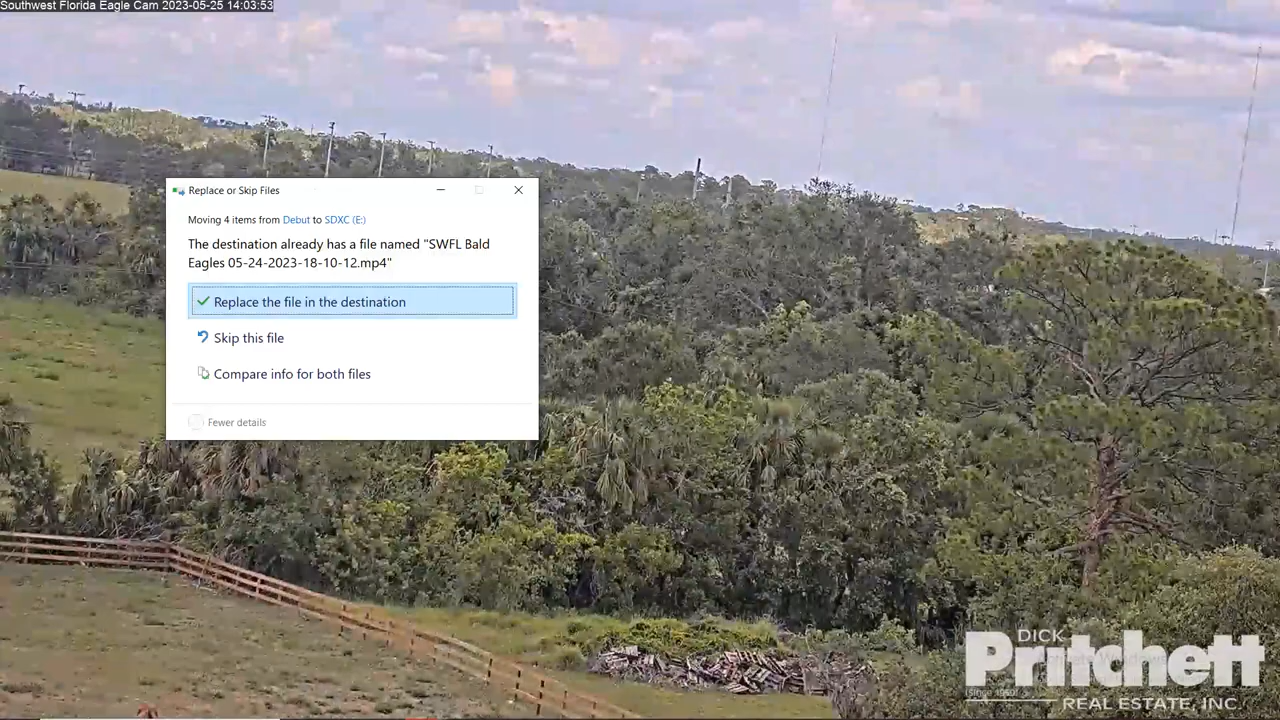 Southwest Florida Eagle Cam 2023-05-25 14:03:53
Replace or Skip Files
Moving 4 items from Debut to SDXC (E:)
The destination already has a file named "SWFL Bald
Eagles 05-24-2023-18-10-12.mp4"
Replace the file in the destination
Skip this file
Compare info for both files
Fewer details
DICK
Pritchett
(since 1969)
REAL ESTATE, INC.